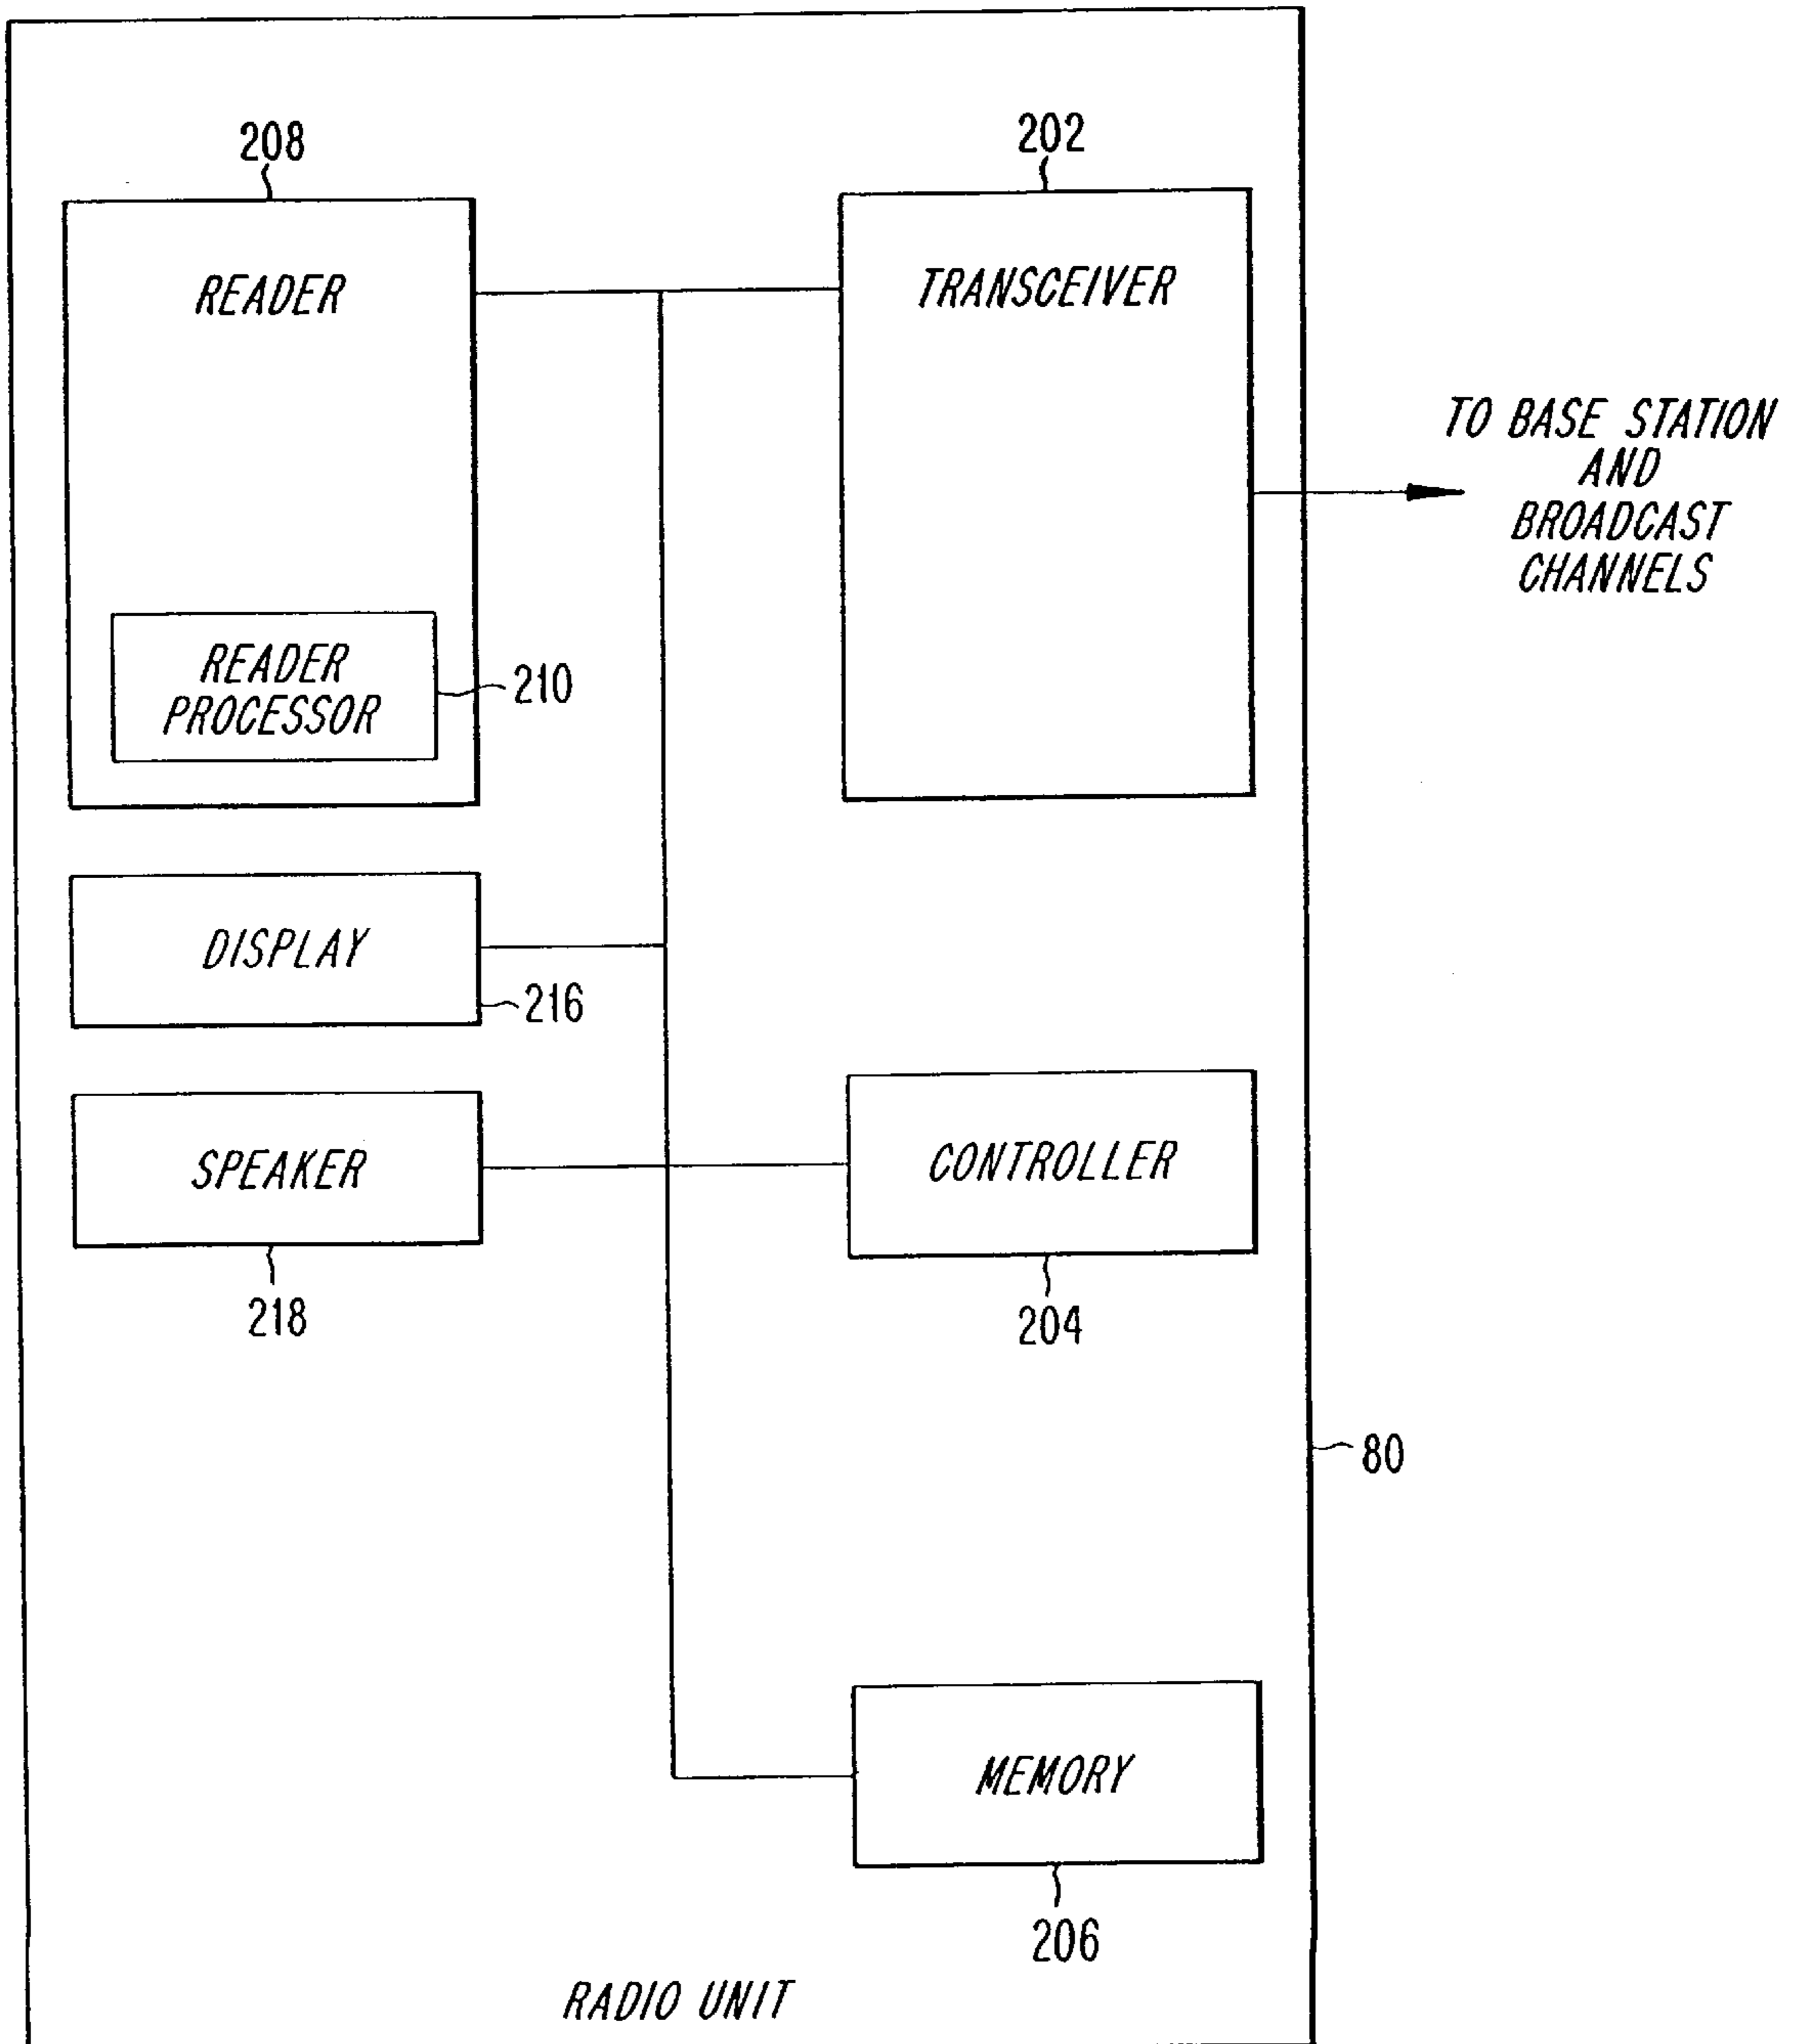 208
202
READER
TRANSCEIVER
TO BASE STATION
AND
BROADCAST
CHANNELS
READER
PROCESSOR
210
DISPLAY
216
SPEAKER
CONTROLLER
218
204
80
MEMORY
206
RADIO UNIT